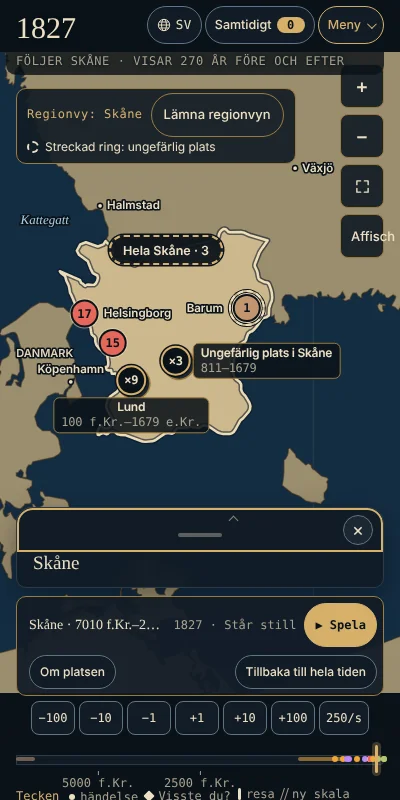 1827
SV
Samtidigt 0
Meny
FÖLJER SKÅNE · VISAR 270 ÅR FÖRE OCH EFTER
Regionvy: Skåne
Lämna regionvyn
Streckad ring: ungefärlig plats
+
−
Affisch
Växjö
Halmstad
Kattegatt
Hela Skåne · 3
17
Helsingborg
Barum
1
15
DANMARK
Köpenhamn
×3
Ungefärlig plats i Skåne
811–1679
×9
Lund
100 f.Kr.–1679 e.Kr.
×
Skåne
Skåne · 7010 f.Kr.–2…
1827 · Står still
▶ Spela
Om platsen
Tillbaka till hela tiden
−100
−10
−1
+1
+10
+100
250/s
5000 f.Kr.
2500 f.Kr.
Tecken ● händelse ◆ Visste du? | resa // ny skala